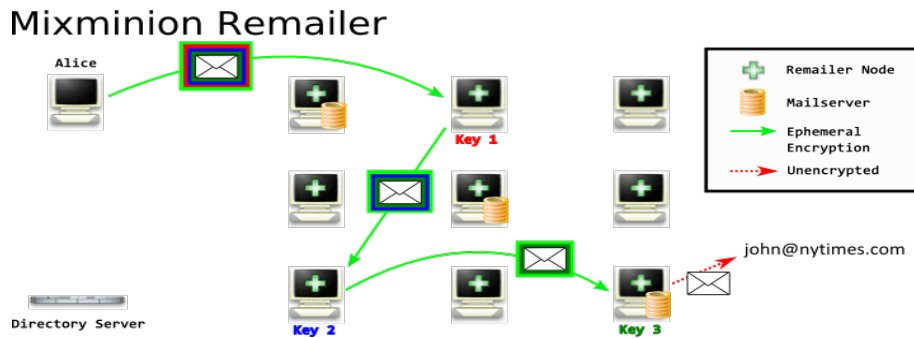 Mixminion Remailer
Alice
Key 1
Key 2
Key 3
Directory Server
john@nytimes.com
Remailer Node
Mailserver
Ephemeral
Encryption
Unencrypted